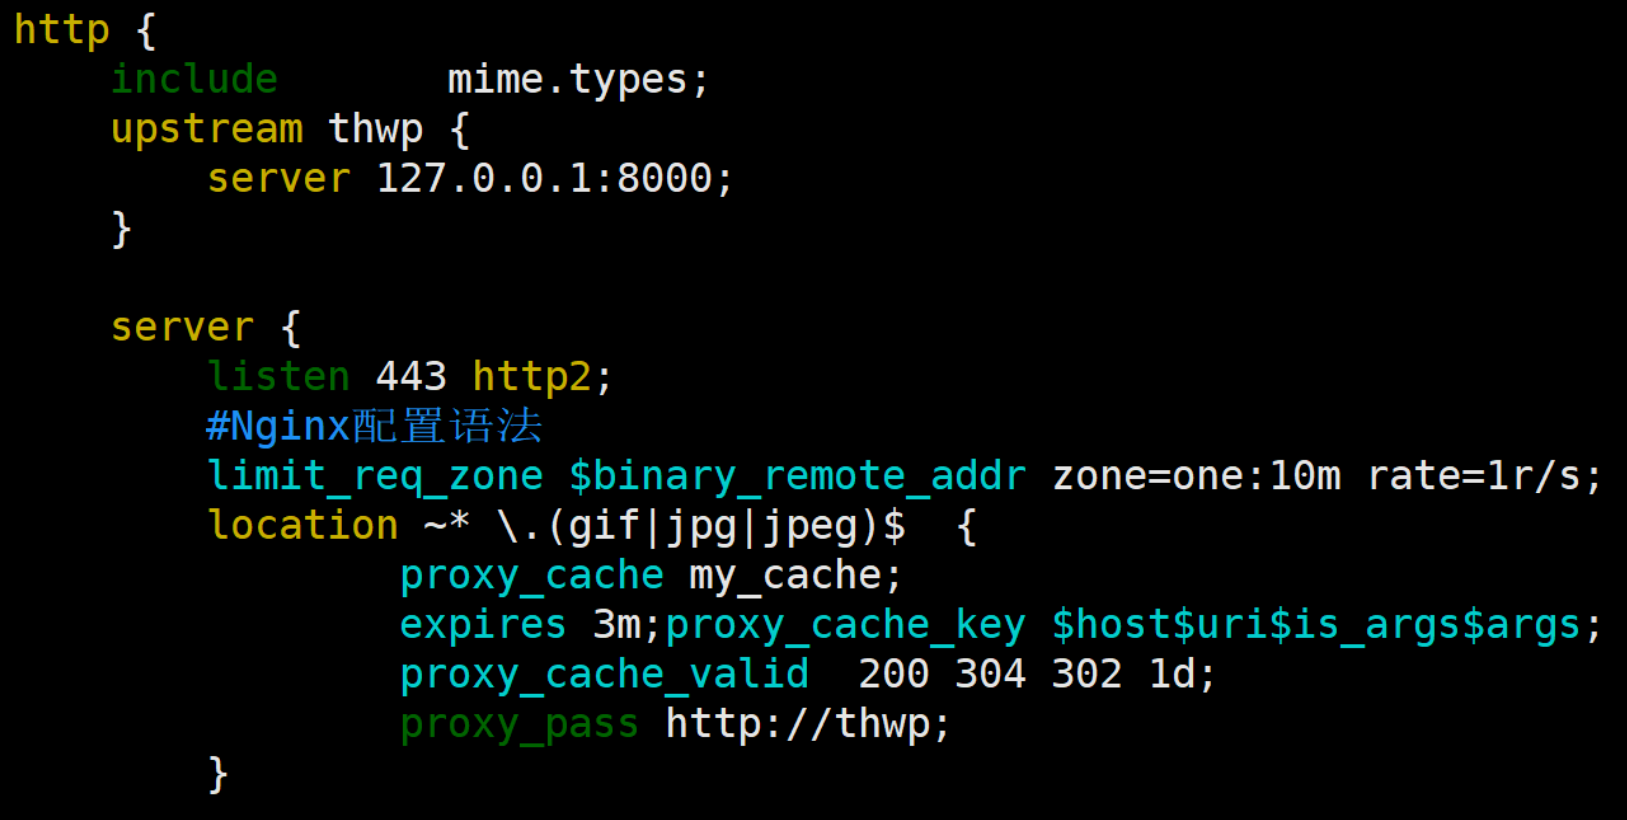 http {
    include       mime.types;
    upstream thwp {
        server 127.0.0.1:8000;
    }

    server {
        listen 443 http2;
        #Nginx配置语法
        limit_req_zone $binary_remote_addr zone=one:10m rate=1r/s;
        location ~* \.(gif|jpg|jpeg)$  {
                proxy_cache my_cache;
                expires 3m;proxy_cache_key $host$uri$is_args$args;
                proxy_cache_valid  200 304 302 1d;
                proxy_pass http://thwp;
        }